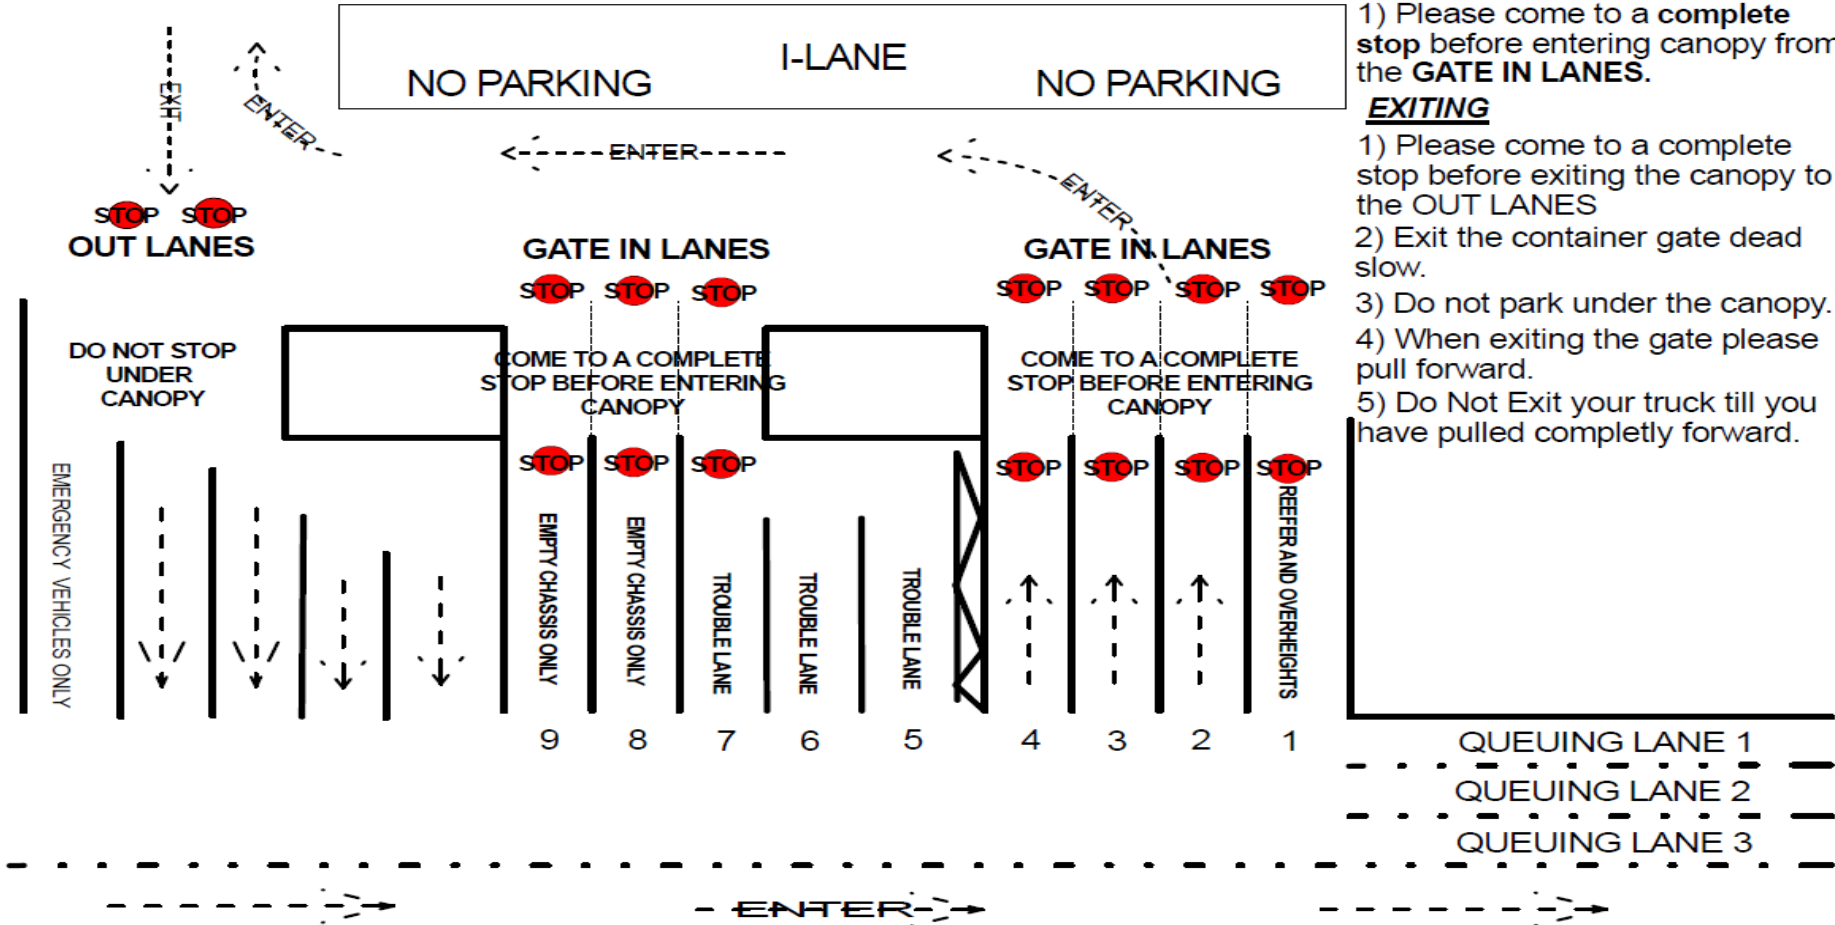 I-LANE
NO PARKING
NO PARKING
EXIT
ENTER
ENTER
ENTER
STOP STOP
OUT LANES
GATE IN LANES
GATE IN LANES
STOP STOP STOP
STOP STOP STOP STOP
DO NOT STOP
UNDER
CANOPY
COME TO A COMPLETE
STOP BEFORE ENTERING
CANOPY
COME TO A COMPLETE
STOP BEFORE ENTERING
CANOPY
STOP STOP STOP
STOP STOP STOP STOP
EMERGENCY VEHICLES ONLY
EMPTY CHASSIS ONLY
EMPTY CHASSIS ONLY
TROUBLE LANE
TROUBLE LANE
TROUBLE LANE
REEFER AND OVERHEIGHTS
9 8 7 6 5 4 3 2 1
1) Please come to a complete
stop before entering canopy from
the GATE IN LANES.
EXITING
1) Please come to a complete
stop before exiting the canopy to
the OUT LANES
2) Exit the container gate dead
slow.
3) Do not park under the canopy.
4) When exiting the gate please
pull forward.
5) Do Not Exit your truck till you
have pulled completly forward.
QUEUING LANE 1
QUEUING LANE 2
QUEUING LANE 3
ENTER